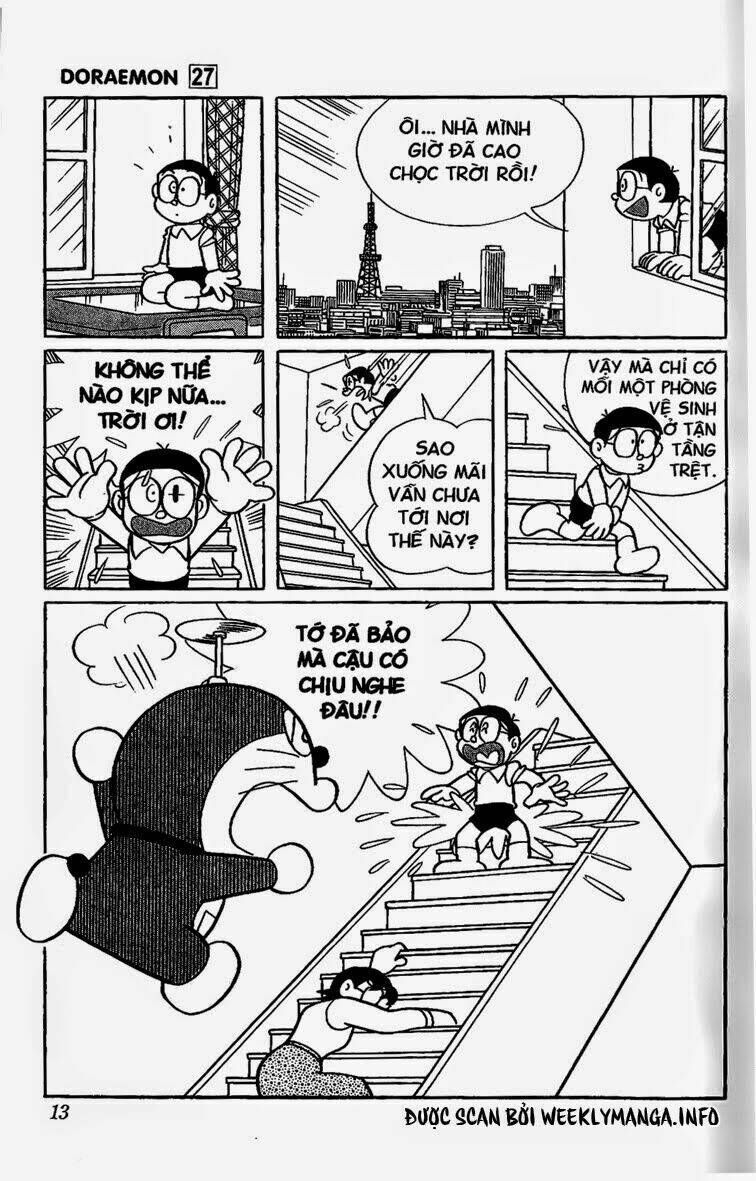 DORAEMON 27
ÔI... NHÀ MÌNH
GIỜ ĐÃ CAO
CHỌC TRỜI RỒI!
KHÔNG THỂ
NÀO KỊP NỮA...
TRỜI ƠI!
SAO
XUỐNG MÃI
VẪN CHƯA
TỚI NƠI
THẾ NÀY?
VẬY MÀ CHỈ CÓ
MỖI MỘT PHÒNG
VỆ SINH
Ở TẬN
TẦNG
TRỆT.
TỚ ĐÃ BẢO
MÀ CẬU CÓ
CHỊU NGHE
ĐÂU!!
13
ĐƯỢC SCAN BỞI WEEKLYMANGA.INFO